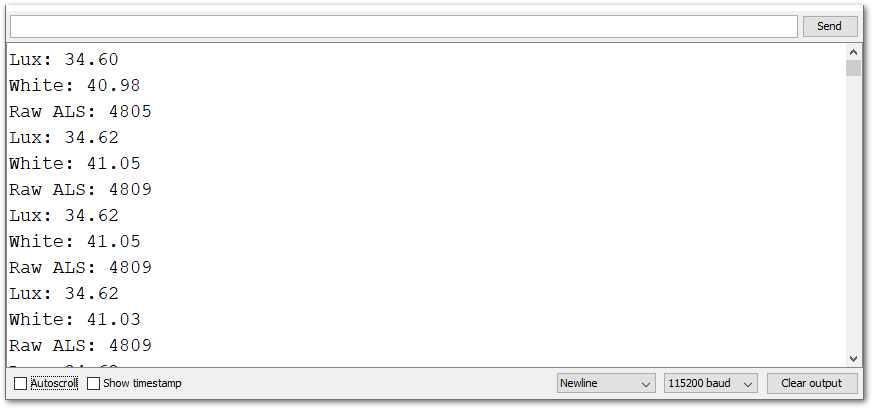 Send
Lux: 34.60
White: 40.98
Raw ALS: 4805
Lux: 34.62
White: 41.05
Raw ALS: 4809
Lux: 34.62
White: 41.05
Raw ALS: 4809
Lux: 34.62
White: 41.03
Raw ALS: 4809
Autoscroll Show timestamp Newline 115200 baud Clear output